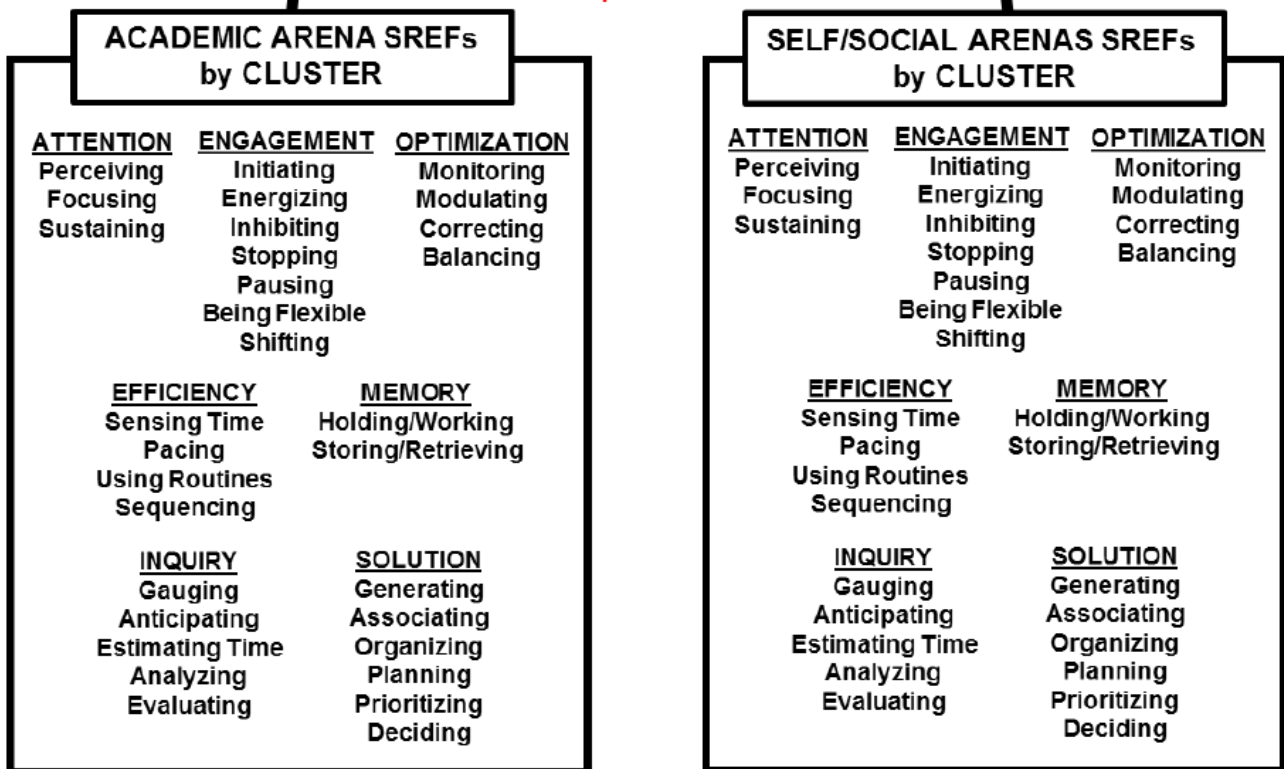 ACADEMIC ARENA SREFs
by CLUSTER
ATTENTION
Perceiving
Focusing
Sustaining
ENGAGEMENT
Initiating
Energizing
Inhibiting
Stopping
Pausing
Being Flexible
Shifting
OPTIMIZATION
Monitoring
Modulating
Correcting
Balancing
EFFICIENCY
Sensing Time
Pacing
Using Routines
Sequencing
MEMORY
Holding/Working
Storing/Retrieving
INQUIRY
Gauging
Anticipating
Estimating Time
Analyzing
Evaluating
SOLUTION
Generating
Associating
Organizing
Planning
Prioritizing
Deciding
SELF/SOCIAL ARENAS SREFs
by CLUSTER
ATTENTION
Perceiving
Focusing
Sustaining
ENGAGEMENT
Initiating
Energizing
Inhibiting
Stopping
Pausing
Being Flexible
Shifting
OPTIMIZATION
Monitoring
Modulating
Correcting
Balancing
EFFICIENCY
Sensing Time
Pacing
Using Routines
Sequencing
MEMORY
Holding/Working
Storing/Retrieving
INQUIRY
Gauging
Anticipating
Estimating Time
Analyzing
Evaluating
SOLUTION
Generating
Associating
Organizing
Planning
Prioritizing
Deciding